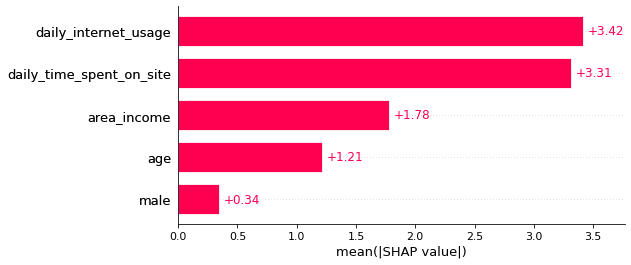 daily_internet_usage +3.42
daily_time_spent_on_site +3.31
area_income +1.78
age +1.21
male +0.34
0.0 0.5 1.0 1.5 2.0 2.5 3.0 3.5
mean(|SHAP value|)